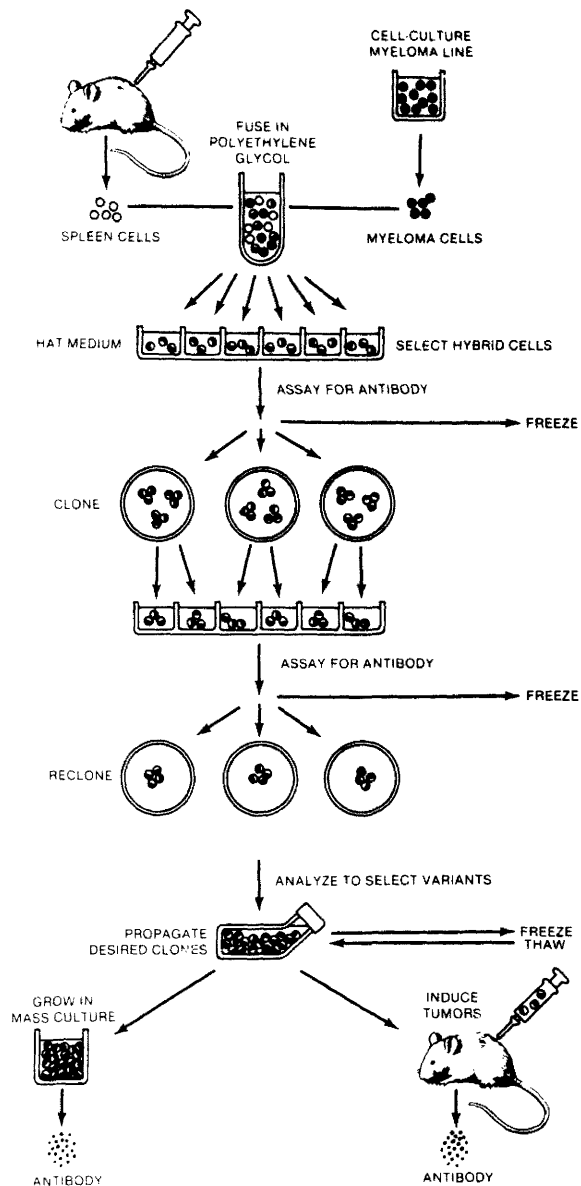 CELL-CULTURE
MYELOMA LINE
FUSE IN
POLYETHYLENE
GLYCOL
SPLEEN CELLS
MYELOMA CELLS
HAT MEDIUM
SELECT HYBRID CELLS
ASSAY FOR ANTIBODY
FREEZE
CLONE
ASSAY FOR ANTIBODY
FREEZE
RECLONE
ANALYZE TO SELECT VARIANTS
PROPAGATE
DESIRED CLONES
FREEZE
THAW
GROW IN
MASS CULTURE
INDUCE
TUMORS
ANTIBODY
ANTIBODY